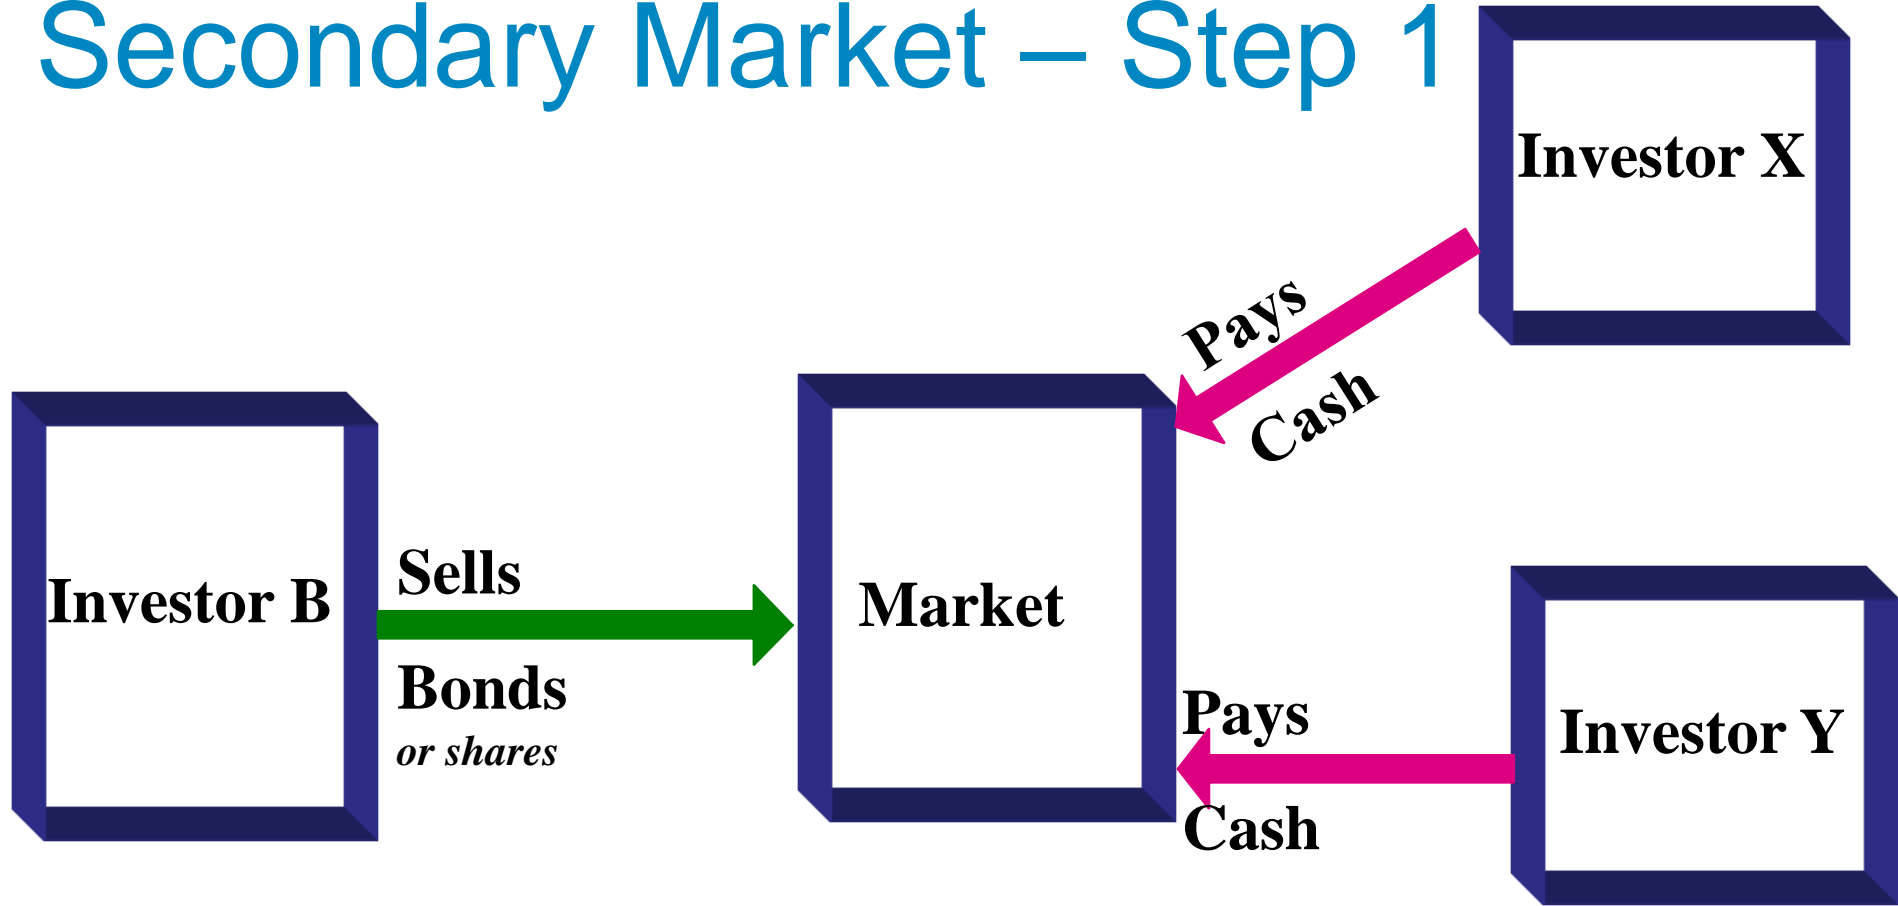 Secondary Market – Step 1
Investor X
Pays
Cash
Investor B
Sells
Bonds
or shares
Market
Pays
Cash
Investor Y